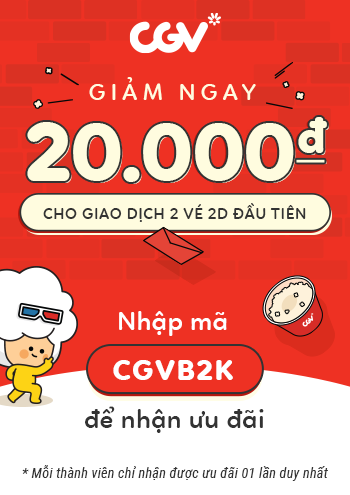 CGV*
GIẢM NGAY
20.000đ
CHO GIAO DỊCH 2 VÉ 2D ĐẦU TIÊN
CGV
Nhập mã
CGVB2K
để nhận ưu đãi
* Mỗi thành viên chỉ nhận được ưu đãi 01 lần duy nhất